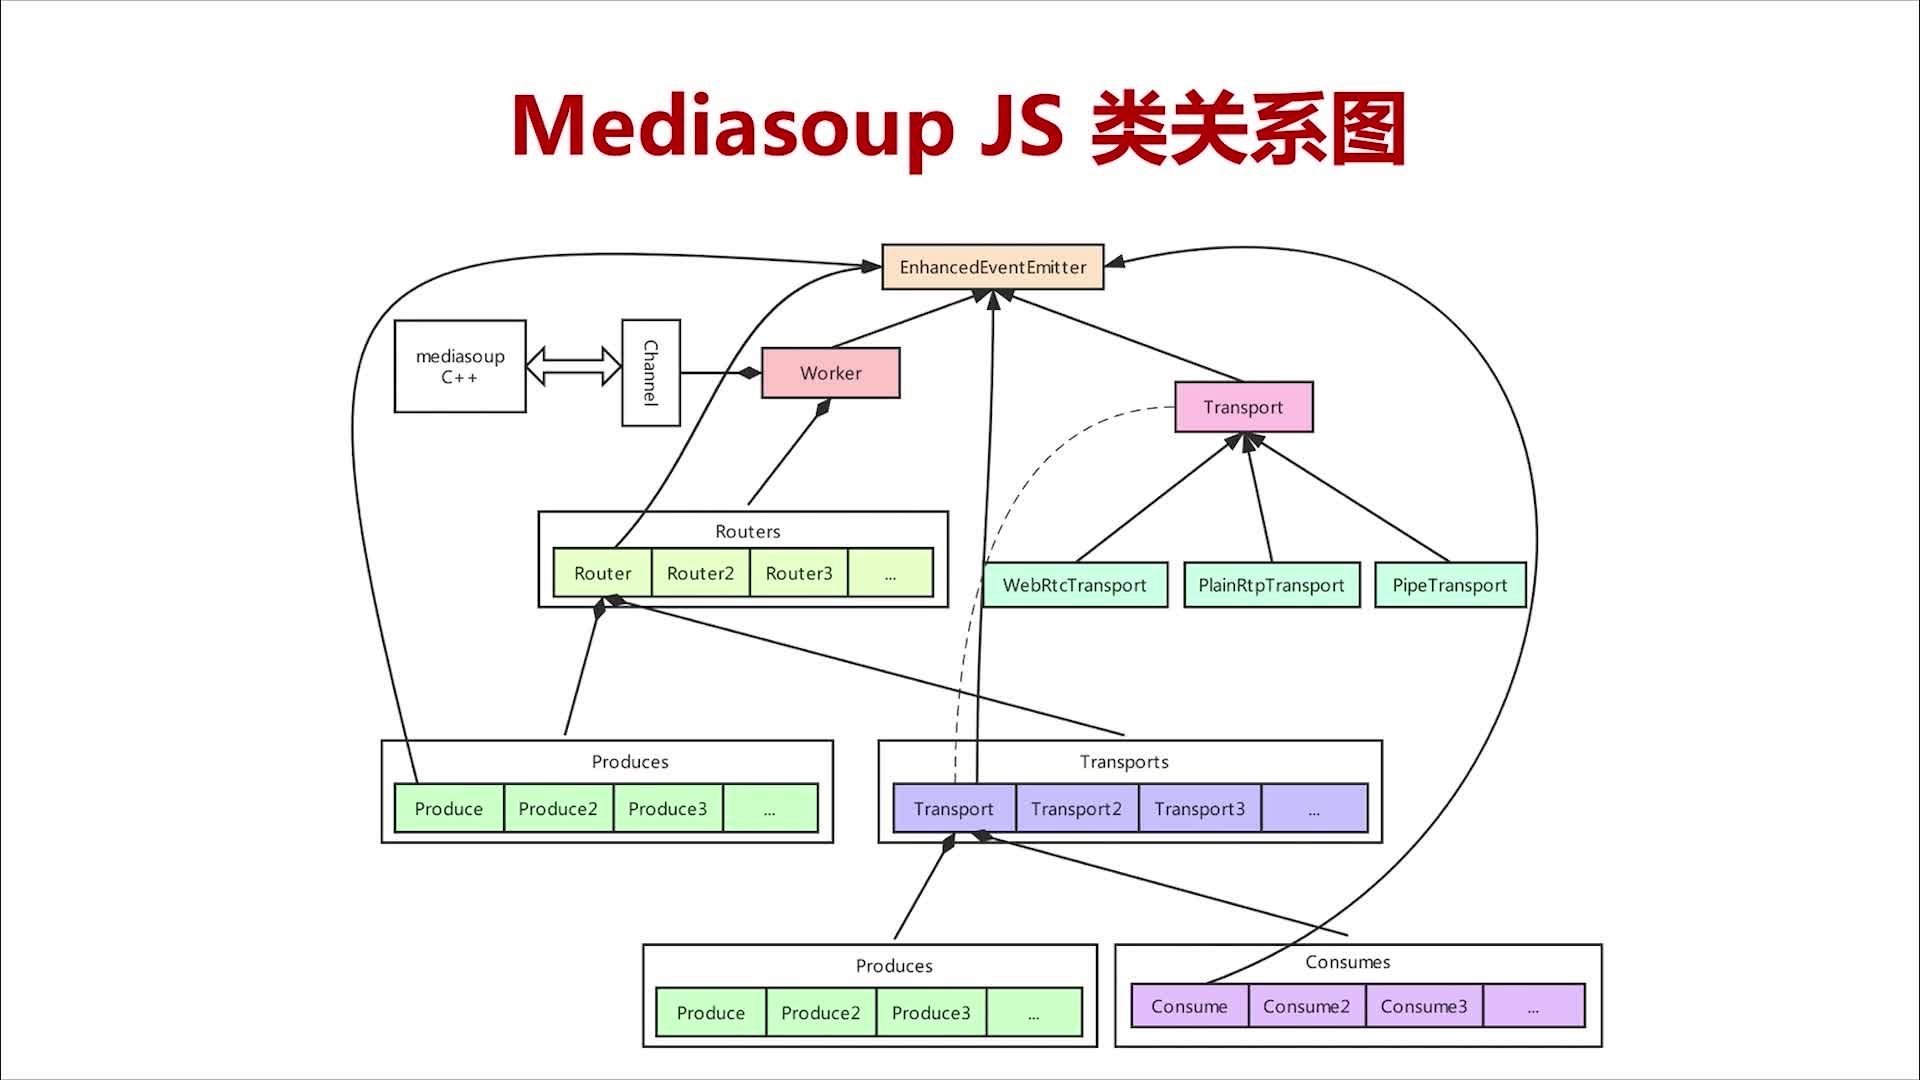 Mediasoup JS 类关系图
EnhancedEventEmitter
mediasoup
C++
Channel
Worker
Transport
Routers
Router
Router2
Router3
...
WebRtcTransport
PlainRtpTransport
PipeTransport
Produces
Produce
Produce2
Produce3
...
Transports
Transport
Transport2
Transport3
...
Produces
Produce
Produce2
Produce3
...
Consumes
Consume
Consume2
Consume3
...